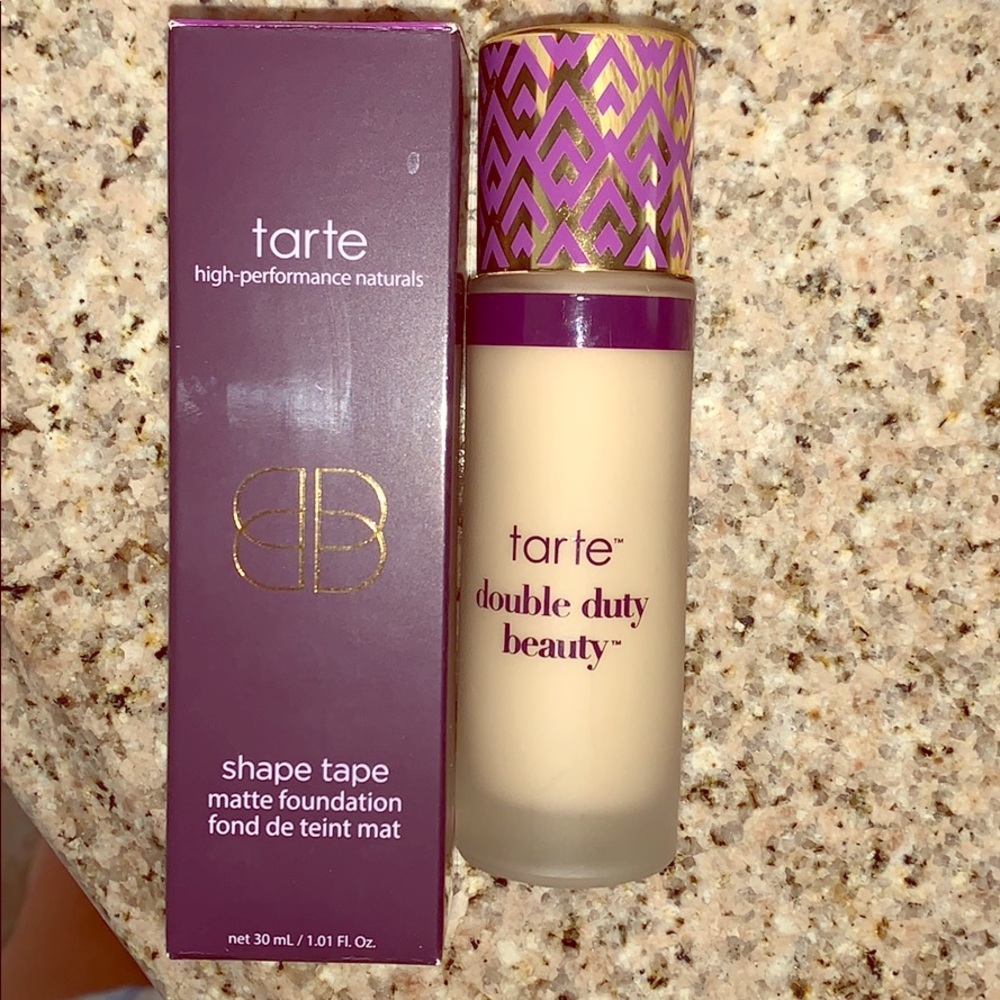 tarte
high-performance naturals
shape tape
matte foundation
fond de teint mat
net 30 mL / 1.01 Fl. Oz.
tarte™
double duty
beauty™